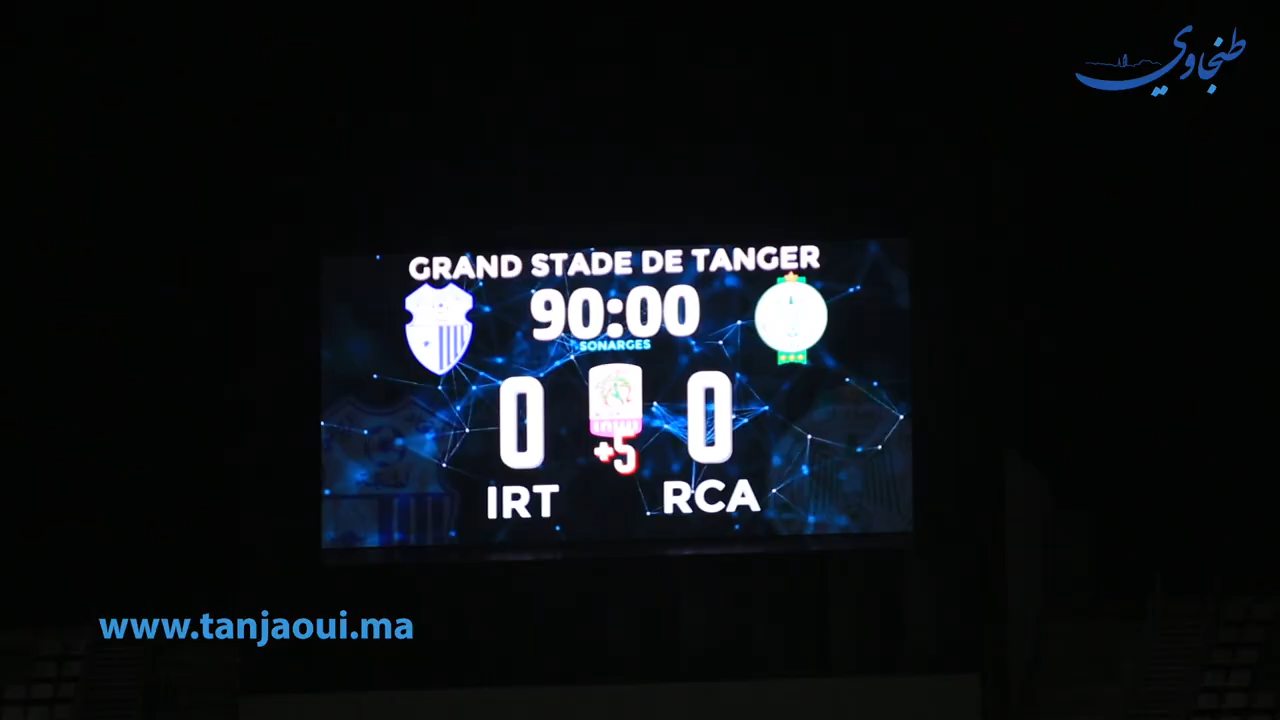 طنجاوي
GRAND STADE DE TANGER
90:00
SONARGES
0 0
+5
IRT RCA
www.tanjaoui.ma